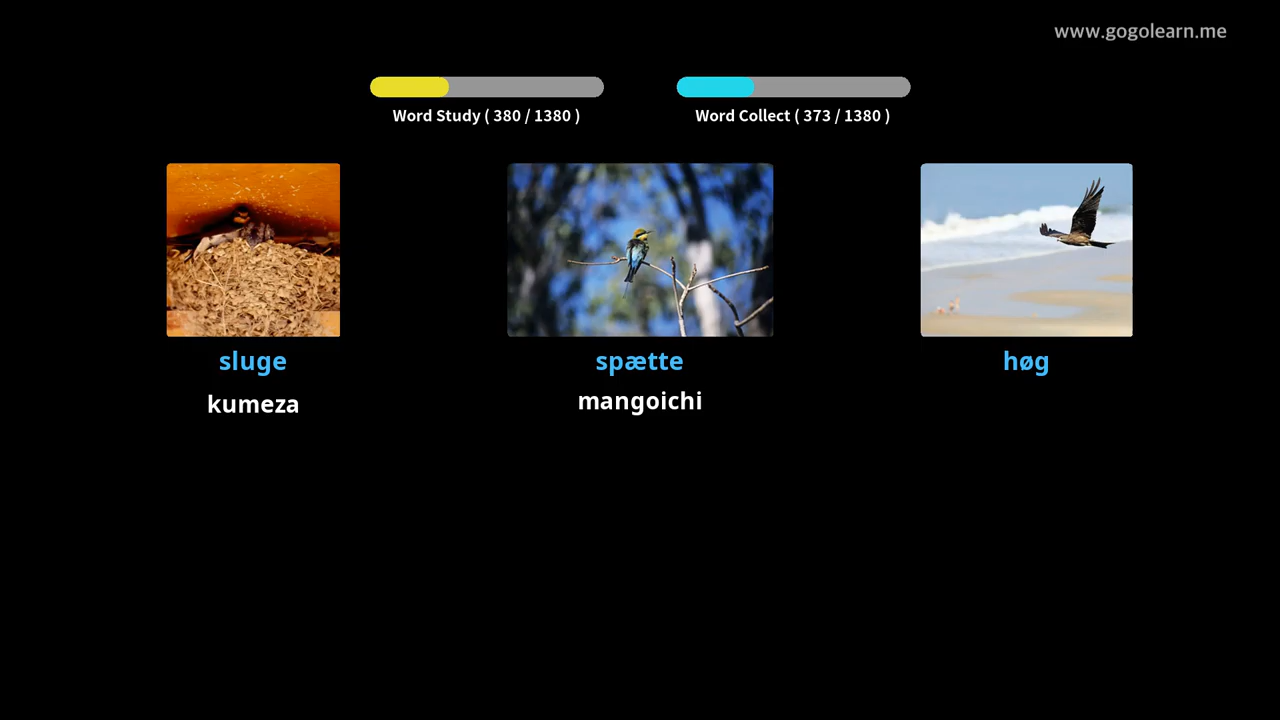 www.gogolearn.me
Word Study ( 380 / 1380 )
Word Collect ( 373 / 1380 )
sluge
spætte
høg
kumeza
mangoichi